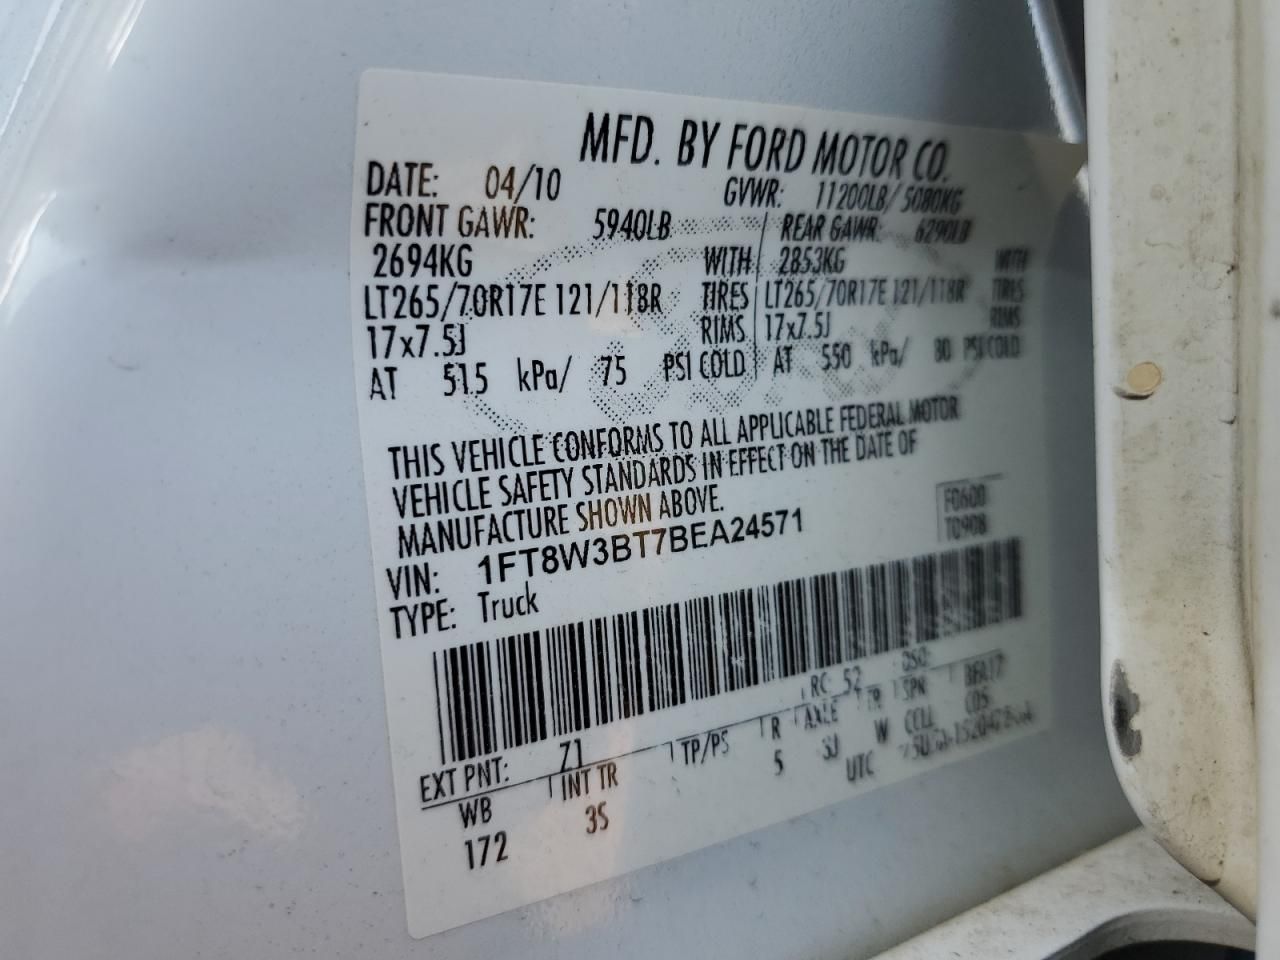 MFD. BY FORD MOTOR CO.
DATE: 04/10 GVWR: 11200LB/5080KG
FRONT GAWR: 5940LB REAR GAWR: 6290LB
2694KG WITH 2853KG WITH
LT265/70R17E 121/118R TIRES LT265/70R17E 121/118R TIRES
17x7.5J RIMS 17x7.5J RIMS
AT 515 kPa/ 75 PSI COLD AT 550 kPa/ 80 PSI COLD
THIS VEHICLE CONFORMS TO ALL APPLICABLE FEDERAL MOTOR
VEHICLE SAFETY STANDARDS IN EFFECT ON THE DATE OF
MANUFACTURE SHOWN ABOVE.
F0600
T0908
VIN: 1FT8W3BT7BEA24571
TYPE: Truck
EXT PNT: Z1 RC: 52 DSO:
WB INT TR TP/PS R AXLE TR SPR
172 3S 5 3J W
CELL
UTC